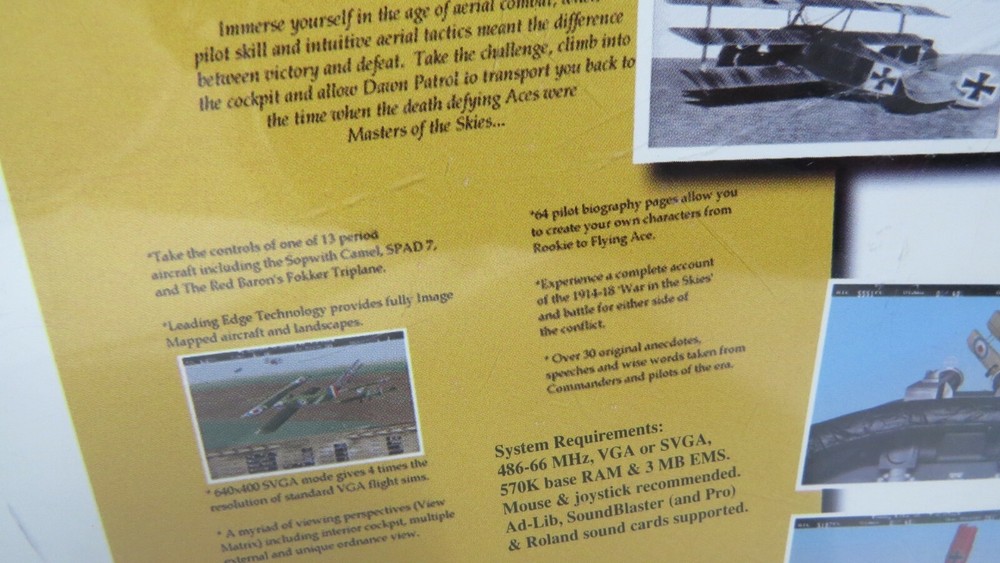 Immerse yourself in the age of aerial combat, when
pilot skill and intuitive aerial tactics meant the difference
between victory and defeat. Take the challenge, climb into
the cockpit and allow Dawn Patrol to transport you back to
the time when the death defying Aces were
Masters of the Skies...
*Take the controls of one of 13 period
aircraft including the Sopwith Camel, SPAD 7,
and The Red Baron's Fokker Triplane.
*Leading Edge Technology provides fully Image
Mapped aircraft and landscapes.
* 640x400 SVGA mode gives 4 times the
resolution of standard VGA flight sims.
* A myriad of viewing perspectives (View
Matrix) including interior cockpit, multiple
external and unique ordnance view.
*64 pilot biography pages allow you
to create your own characters from
Rookie to Flying Ace.
*Experience a complete account
of the 1914-18 'War in the Skies'
and battle for either side of
the conflict.
* Over 30 original anecdotes,
speeches and wise words taken from
Commanders and pilots of the era.
System Requirements:
486-66 MHz, VGA or SVGA,
570K base RAM & 3 MB EMS.
Mouse & joystick recommended.
Ad-Lib, SoundBlaster (and Pro)
& Roland sound cards supported.